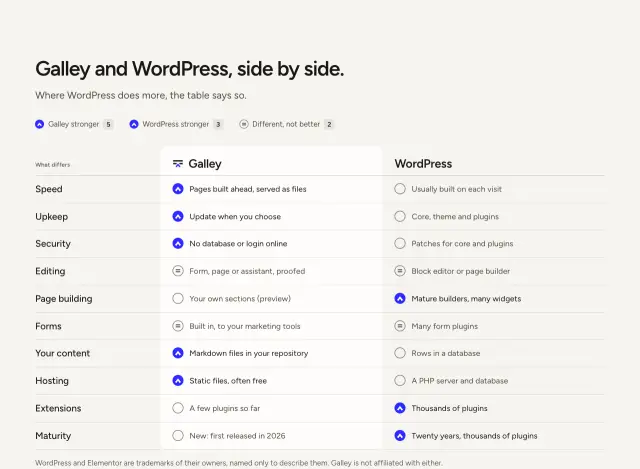 Galley and WordPress, side by side.
Where WordPress does more, the table says so.
Galley stronger 5 WordPress stronger 3 Different, not better 2
What differs Galley WordPress
Speed Pages built ahead, served as files Usually built on each visit
Upkeep Update when you choose Core, theme and plugins
Security No database or login online Patches for core and plugins
Editing Form, page or assistant, proofed Block editor or page builder
Page building Your own sections (preview) Mature builders, many widgets
Forms Built in, to your marketing tools Many form plugins
Your content Markdown files in your repository Rows in a database
Hosting Static files, often free A PHP server and database
Extensions A few plugins so far Thousands of plugins
Maturity New: first released in 2026 Twenty years, thousands of plugins
WordPress and Elementor are trademarks of their owners, named only to describe them. Galley is not affiliated with either.